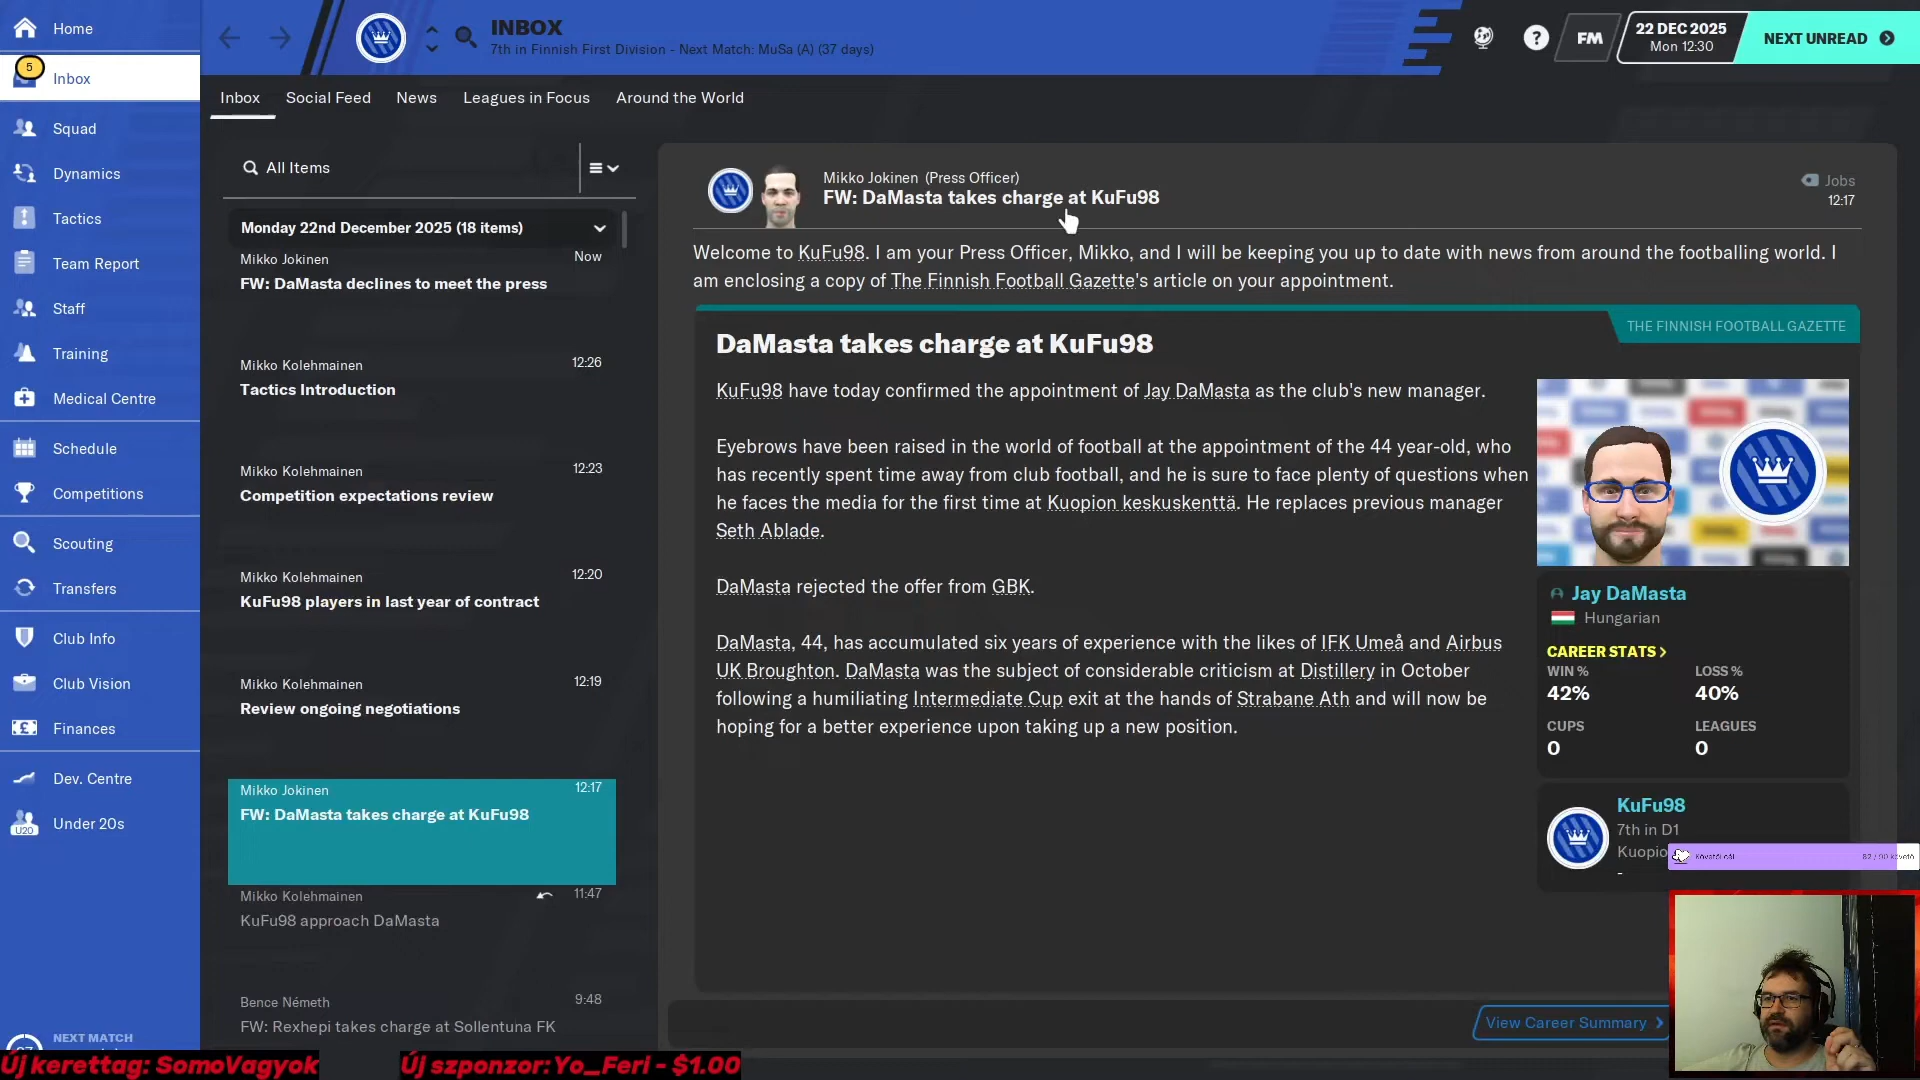 Home
5
Inbox
Squad
Dynamics
Tactics
Team Report
Staff
Training
Medical Centre
Schedule
Competitions
Scouting
Transfers
Club Info
Club Vision
Finances
Dev. Centre
U20
Under 20s
NEXT MATCH
INBOX
7th in Finnish First Division - Next Match: MuSa (A) (37 days)
?
FM
22 DEC 2025
Mon 12:30
NEXT UNREAD
Inbox
Social Feed
News
Leagues in Focus
Around the World
All Items
Monday 22nd December 2025 (18 items)
Mikko Jokinen
Now
FW: DaMasta declines to meet the press
Mikko Kolehmainen
12:26
Tactics Introduction
Mikko Kolehmainen
12:23
Competition expectations review
Mikko Kolehmainen
12:20
KuFu98 players in last year of contract
Mikko Kolehmainen
12:19
Review ongoing negotiations
Mikko Jokinen
12:17
FW: DaMasta takes charge at KuFu98
Mikko Kolehmainen
11:47
KuFu98 approach DaMasta
Bence Németh
9:48
FW: Rexhepi takes charge at Sollentuna FK
Mikko Jokinen (Press Officer)
FW: DaMasta takes charge at KuFu98
Jobs
12:17
Welcome to KuFu98. I am your Press Officer, Mikko, and I will be keeping you up to date with news from around the footballing world. I
am enclosing a copy of The Finnish Football Gazette's article on your appointment.
THE FINNISH FOOTBALL GAZETTE
DaMasta takes charge at KuFu98
KuFu98 have today confirmed the appointment of Jay DaMasta as the club's new manager.
Eyebrows have been raised in the world of football at the appointment of the 44 year-old, who
has recently spent time away from club football, and he is sure to face plenty of questions when
he faces the media for the first time at Kuopion keskuskenttä. He replaces previous manager
Seth Ablade.
DaMasta rejected the offer from GBK.
DaMasta, 44, has accumulated six years of experience with the likes of IFK Umeå and Airbus
UK Broughton. DaMasta was the subject of considerable criticism at Distillery in October
following a humiliating Intermediate Cup exit at the hands of Strabane Ath and will now be
hoping for a better experience upon taking up a new position.
Jay DaMasta
Hungarian
CAREER STATS >
WIN %
LOSS %
42%
40%
CUPS
LEAGUES
0
0
KuFu98
7th in D1
Kuopio
-
Követői cél
82 / 90 követő
View Career Summary >
Új kerettag: SomoVagyok
Új szponzor: Yo_Feri - $1.00